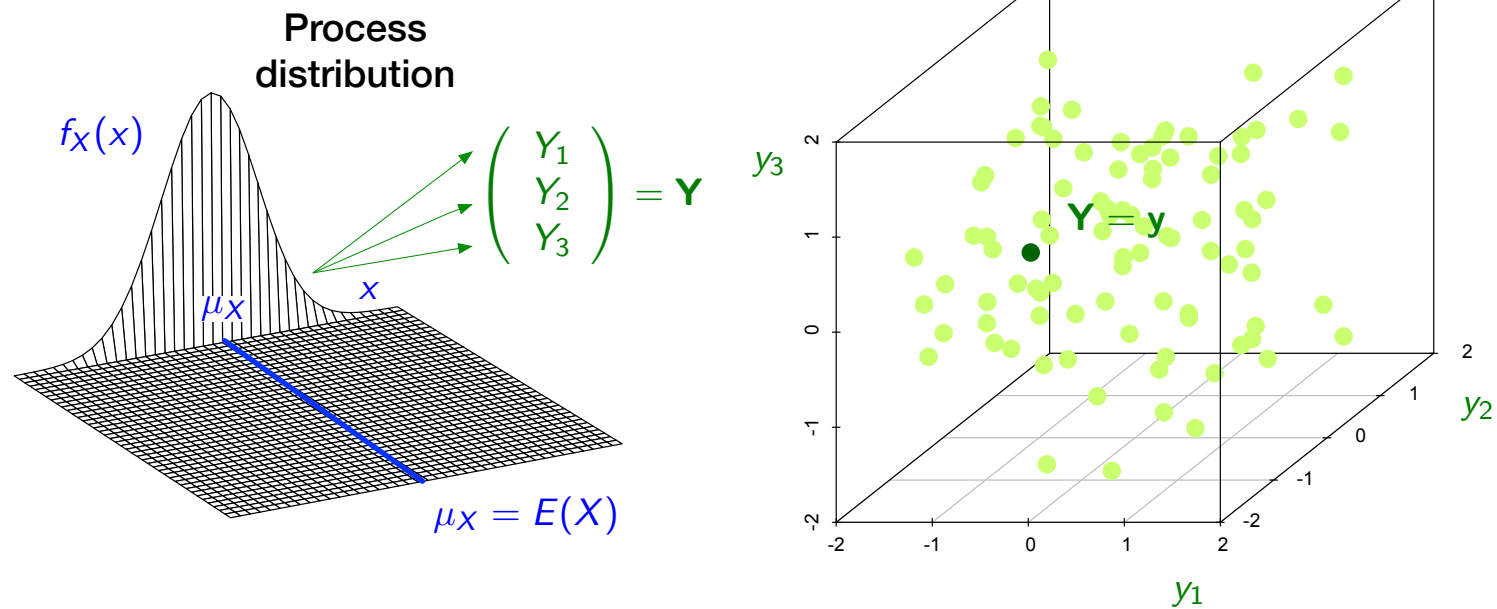 Process
distribution
f_X(x)
Y_1
Y_2
Y_3
= Y
μ_X
x
μ_X = E(X)
y_3
2
1
0
-1
-2
Y = y
-2
-1
0
1
2
y_1
-2
-1
0
1
2
y_2